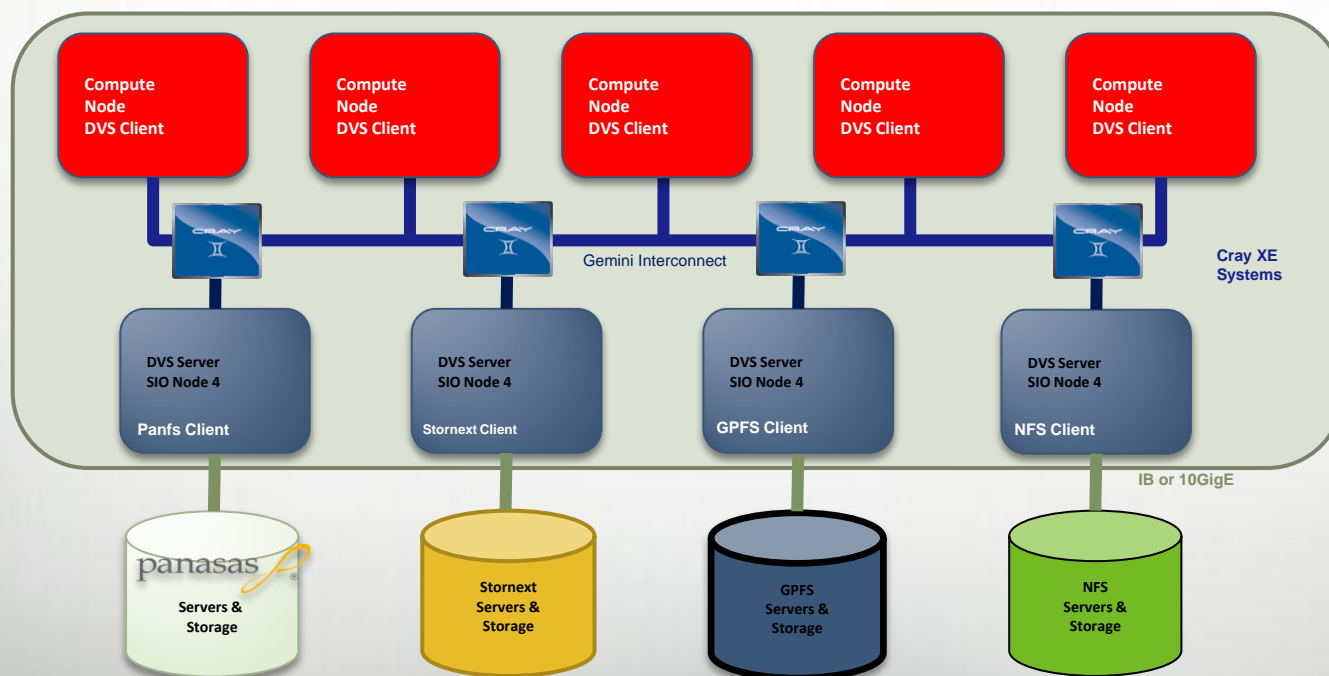 Compute
Node
DVS Client
Compute
Node
DVS Client
Compute
Node
DVS Client
Compute
Node
DVS Client
Compute
Node
DVS Client
CRAY
CRAY
CRAY
CRAY
Gemini Interconnect
Cray XE
Systems
DVS Server
SIO Node 4
Panfs Client
DVS Server
SIO Node 4
Stornext Client
DVS Server
SIO Node 4
GPFS Client
DVS Server
SIO Node 4
NFS Client
IB or 10GigE
panasas®
Servers &
Storage
Stornext
Servers &
Storage
GPFS
Servers &
Storage
NFS
Servers &
Storage